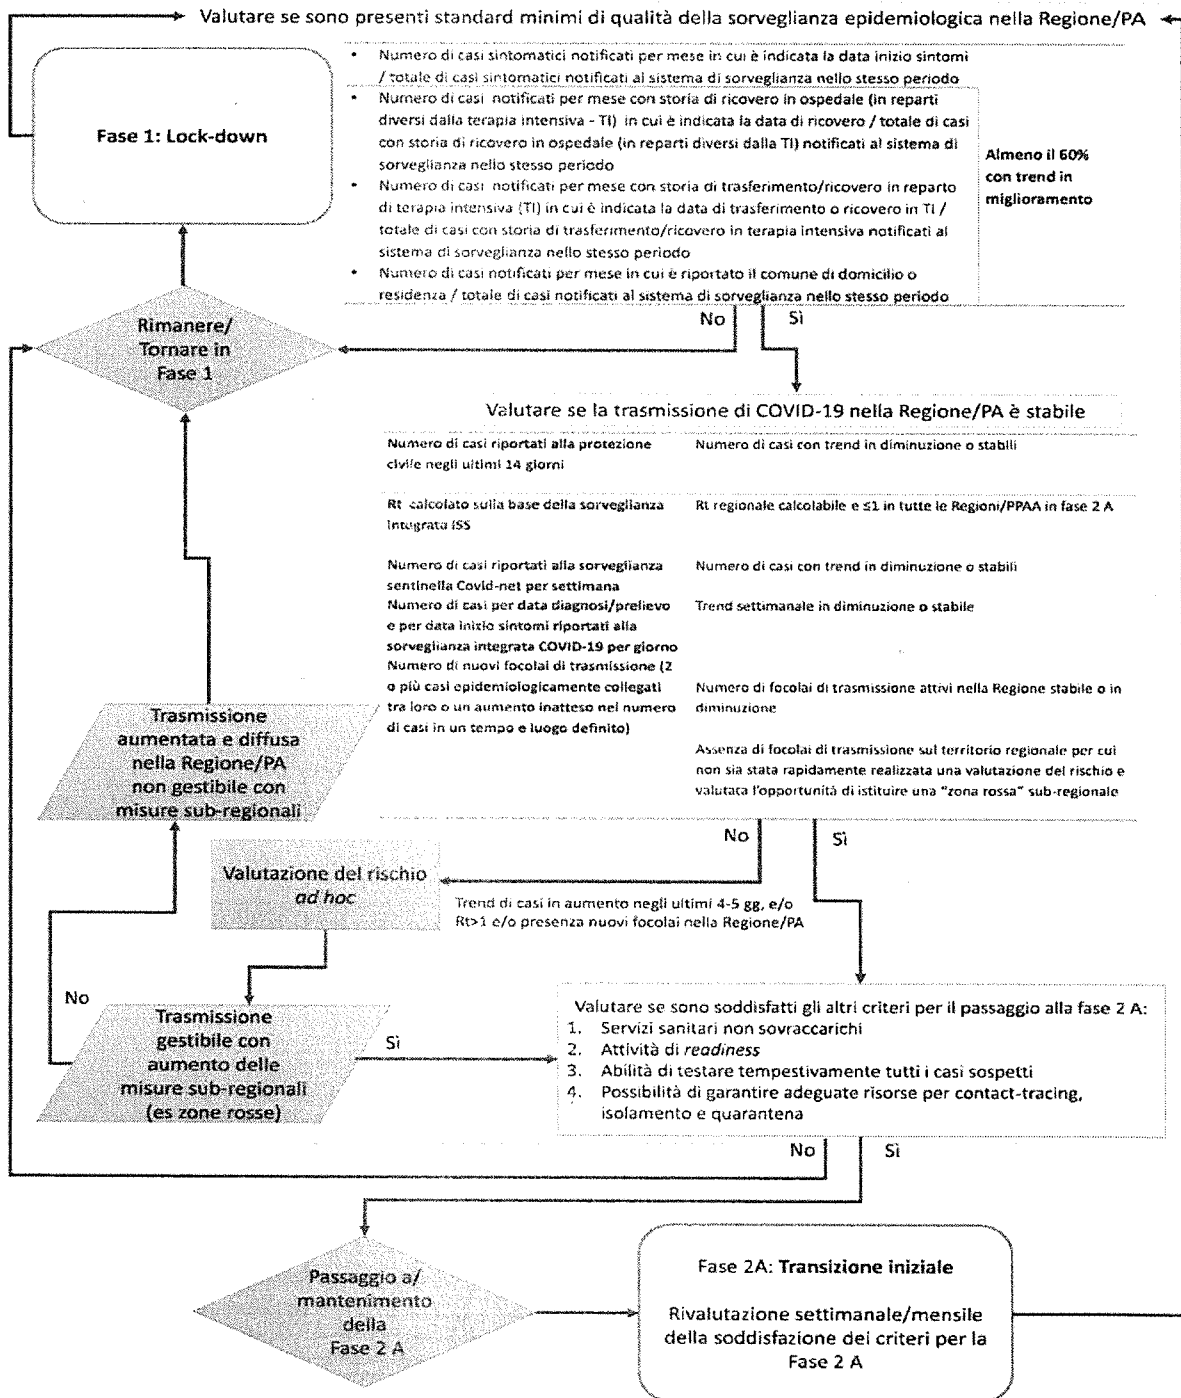 Valutare se sono presenti standard minimi di qualità della sorveglianza epidemiologica nella Regione/PA
Fase 1: Lock-down
• Numero di casi sintomatici notificati per mese in cui è indicata la data inizio sintomi
/ totale di casi sintomatici notificati al sistema di sorveglianza nello stesso periodo
• Numero di casi notificati per mese con storia di ricovero in ospedale (in reparti
diversi dalla terapia intensiva - TI) in cui è indicata la data di ricovero / totale di casi
con storia di ricovero in ospedale (in reparti diversi dalla TI) notificati al sistema di
sorveglianza nello stesso periodo
• Numero di casi notificati per mese con storia di trasferimento/ricovero in reparto
di terapia intensiva (TI) in cui è indicata la data di trasferimento o ricovero in TI /
totale di casi con storia di trasferimento/ricovero in terapia intensiva notificati al
sistema di sorveglianza nello stesso periodo
• Numero di casi notificati per mese in cui è riportato il comune di domicilio o
residenza / totale di casi notificati al sistema di sorveglianza nello stesso periodo
Almeno il 60%
con trend in
miglioramento
No
Sì
Rimanere/
Tornare in
Fase 1
Valutare se la trasmissione di COVID-19 nella Regione/PA è stabile
Numero di casi riportati alla protezione
civile negli ultimi 14 giorni
Numero di casi con trend in diminuzione o stabili
Rt calcolato sulla base della sorveglianza
integrata ISS
Rt regionale calcolabile e ≤1 in tutte le Regioni/PPAA in fase 2 A
Numero di casi riportati alla sorveglianza
sentinella Covid-net per settimana
Numero di casi con trend in diminuzione o stabili
Numero di casi per data diagnosi/prelievo
e per data inizio sintomi riportati alla
sorveglianza integrata COVID-19 per giorno
Trend settimanale in diminuzione o stabile
Numero di nuovi focolai di trasmissione (2
o più casi epidemiologicamente collegati
tra loro o un aumento inatteso nel numero
di casi in un tempo e luogo definito)
Numero di focolai di trasmissione attivi nella Regione stabile o in
diminuzione
Assenza di focolai di trasmissione sul territorio regionale per cui
non sia stata rapidamente realizzata una valutazione del rischio e
valutata l'opportunità di istituire una "zona rossa" sub-regionale
Trasmissione
aumentata e diffusa
nella Regione/PA
non gestibile con
misure sub-regionali
No
Sì
Valutazione del rischio
ad hoc
Trend di casi in aumento negli ultimi 4-5 gg, e/o
Rt>1 e/o presenza nuovi focolai nella Regione/PA
No
Trasmissione
gestibile con
aumento delle
misure sub-regionali
(es zone rosse)
Sì
Valutare se sono soddisfatti gli altri criteri per il passaggio alla fase 2 A:
1. Servizi sanitari non sovraccarichi
2. Attività di readiness
3. Abilità di testare tempestivamente tutti i casi sospetti
4. Possibilità di garantire adeguate risorse per contact-tracing,
isolamento e quarantena
No
Sì
Passaggio a/
mantenimento
della
Fase 2 A
Fase 2A: Transizione iniziale
Rivalutazione settimanale/mensile
della soddisfazione dei criteri per la
Fase 2 A